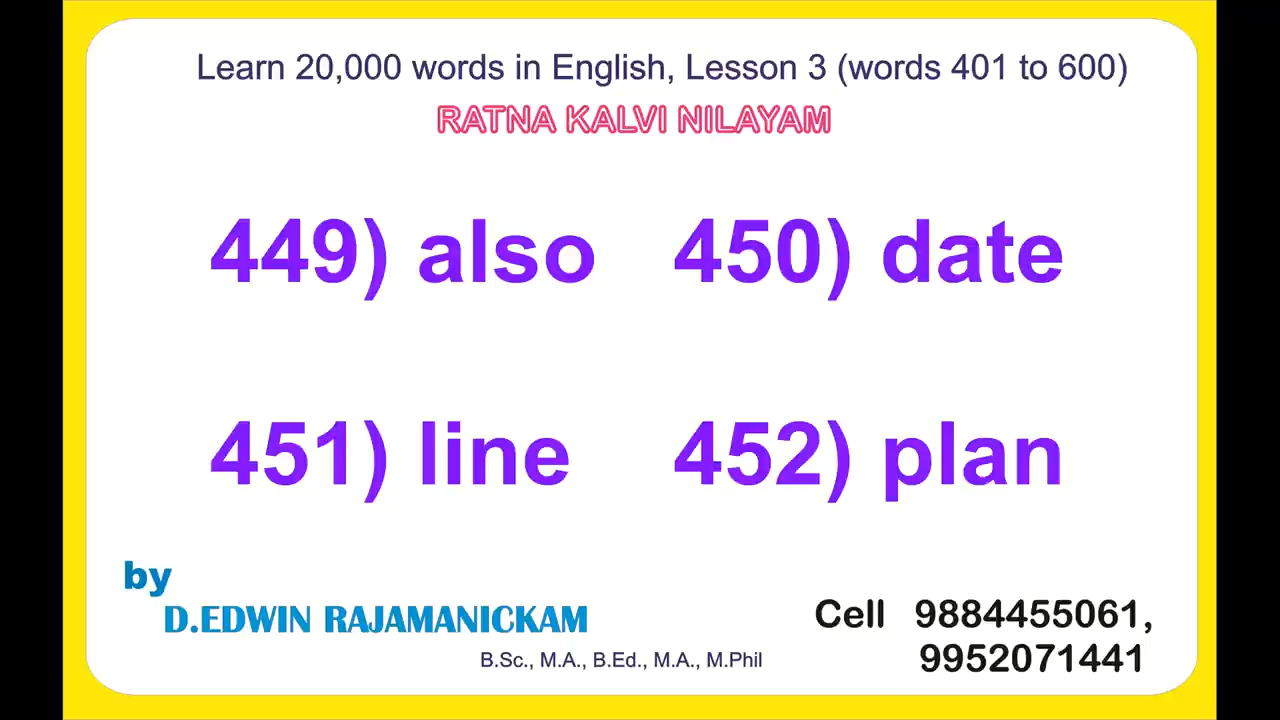 Learn 20,000 words in English, Lesson 3 (words 401 to 600)
RATNA KALVI NILAYAM
449) also 450) date
451) line 452) plan
by
D.EDWIN RAJAMANICKAM
B.Sc., M.A., B.Ed., M.A., M.Phil
Cell 9884455061,
9952071441